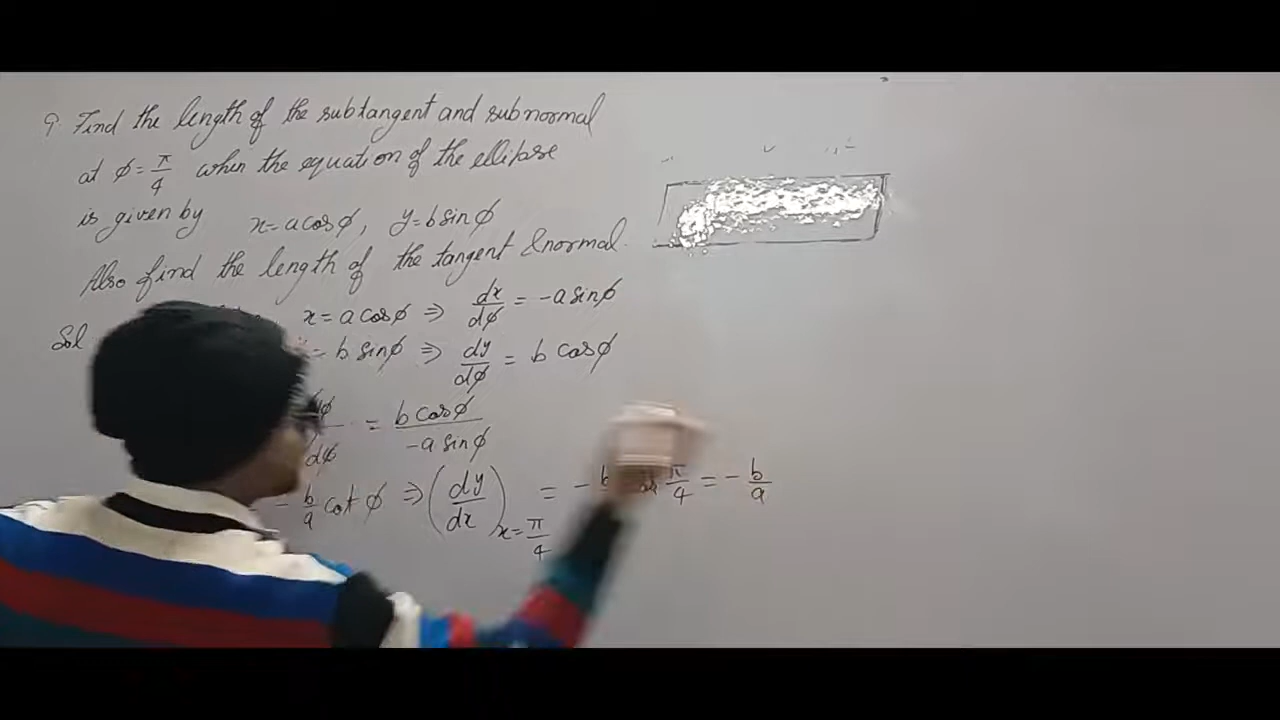 Q. Find the length of the subtangent and subnormal
at φ = π/4 when the equation of the ellipse
is given by x = a cos φ, y = b sin φ
Also find the length of the tangent & normal.
Sol x = a cos φ ⇒ dx/dφ = -a sin φ
= b sin φ ⇒ dy/dφ = b cos φ
dφ = b cos φ / -a sin φ
- b/a cot φ ⇒ (dy/dx) x = π/4 = - b π/4 = - b/a